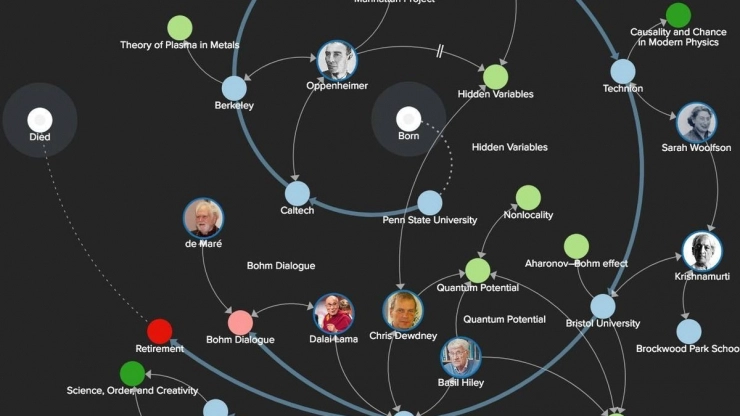 Manhattan Project
Causality and Chance
in Modern Physics
Theory of Plasma in Metals
Oppenheimer
Technion
Berkeley
Hidden Variables
Died
Born
Hidden Variables
Sarah Woolfson
Caltech
Penn State University
Nonlocality
de Maré
Bohm Dialogue
Aharonov–Bohm effect
Krishnamurti
Quantum Potential
Quantum Potential
Bristol University
Chris Dewdney
Dalai Lama
Bohm Dialogue
Retirement
Brockwood Park Schoo
Basil Hiley
Science, Order, and Creativity